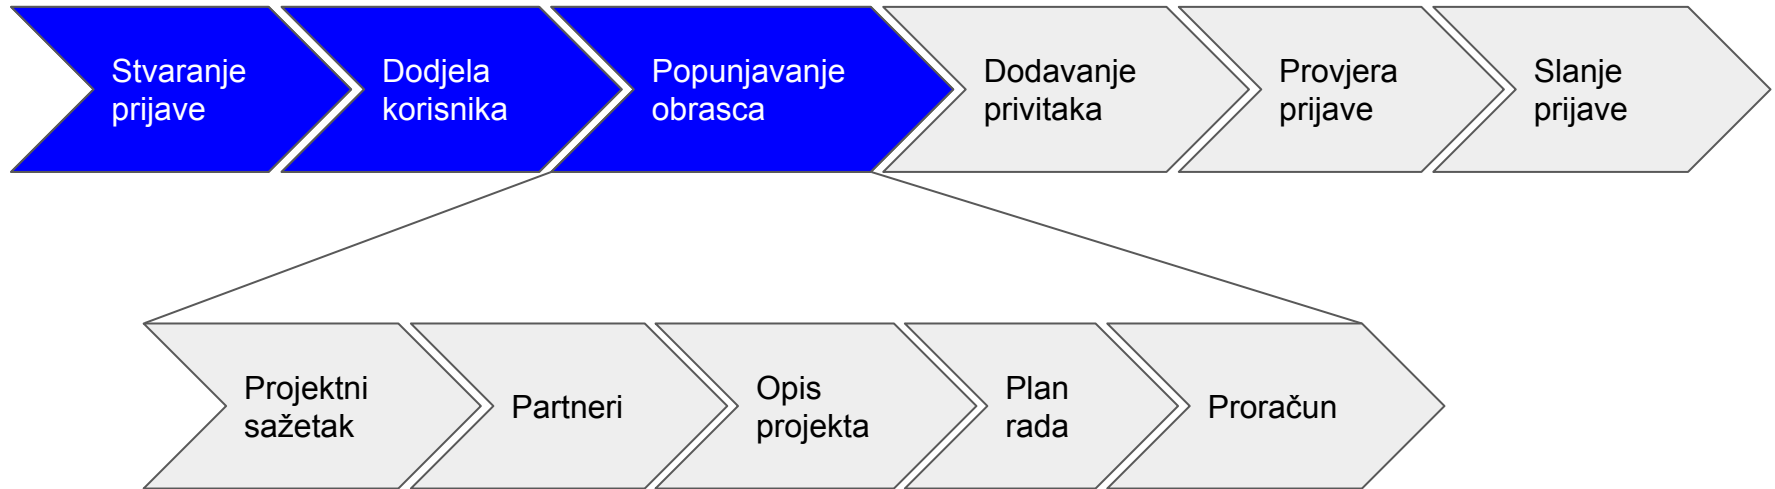 Stvaranje
prijave
Dodjela
korisnika
Popunjavanje
obrasca
Dodavanje
privitaka
Provjera
prijave
Slanje
prijave
Projektni
sažetak
Partneri
Opis
projekta
Plan
rada
Proračun